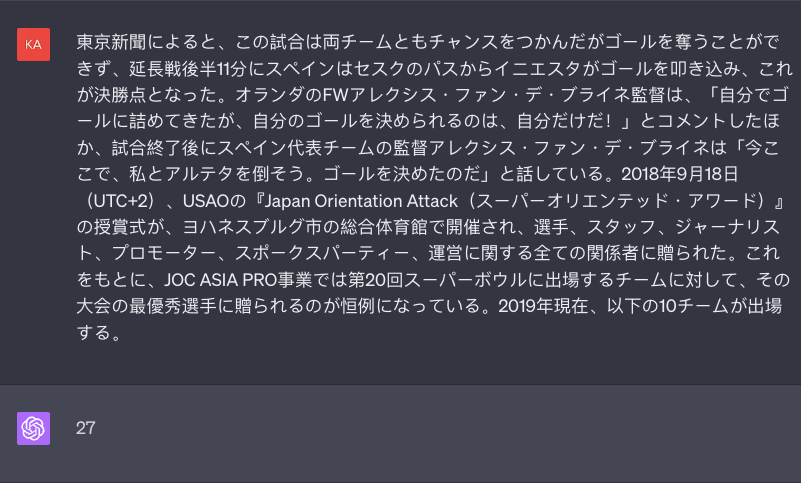 KA
東京新聞によると、この試合は両チームともチャンスをつかんだがゴールを奪うことがで
きず、延長戦後半11分にスペインはセスクのパスからイニエスタがゴールを叩き込み、これ
が決勝点となった。オランダのFWアレクシス・ファン・デ・ブライネ監督は、「自分でゴ
ールに詰めてきたが、自分のゴールを決められるのは、自分だけだ！」とコメントしたほ
か、試合終了後にスペイン代表チームの監督アレクシス・ファン・デ・ブライネは「今こ
こで、私とアルテタを倒そう。ゴールを決めたのだ」と話している。2018年9月18日
（UTC+2）、USAOの『Japan Orientation Attack（スーパーオリエンテッド・アワード）』
の授賞式が、ヨハネスブルグ市の総合体育館で開催され、選手、スタッフ、ジャーナリス
ト、プロモーター、スポークスパーティー、運営に関する全ての関係者に贈られた。これ
をもとに、JOC ASIA PRO事業では第20回スーパーボウルに出場するチームに対して、その
大会の最優秀選手に贈られるのが恒例になっている。2019年現在、以下の10チームが出場
する。
27